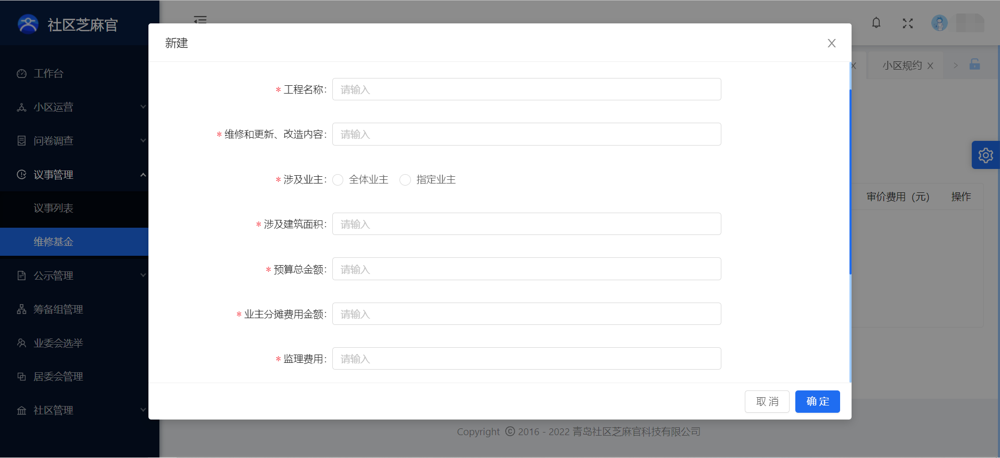 社区芝麻官
工作台
小区运营
问卷调查
议事管理
议事列表
维修基金
公示管理
筹备组管理
业委会选举
居委会管理
社区管理
小区规约
审价费用（元）
操作
新建
* 工程名称：
请输入
* 维修和更新、改造内容：
请输入
* 涉及业主：
全体业主
指定业主
* 涉及建筑面积：
请输入
* 预算总金额：
请输入
* 业主分摊费用金额：
请输入
* 监理费用：
请输入
取 消
确 定
Copyright © 2016 - 2022 青岛社区芝麻官科技有限公司